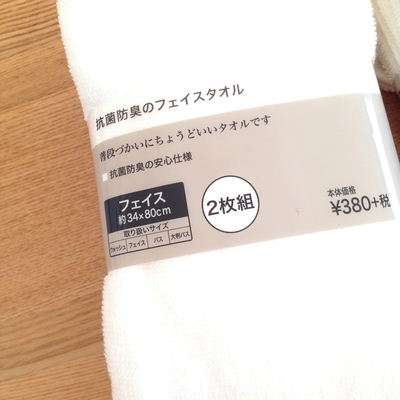 抗菌防臭のフェイスタオル
普段づかいにちょうどいいタオルです
抗菌防臭の安心仕様
フェイス
約34×80cm
取り扱いサイズ
ウォッシュ フェイス バス 大判バス
2枚組
本体価格
¥380+税